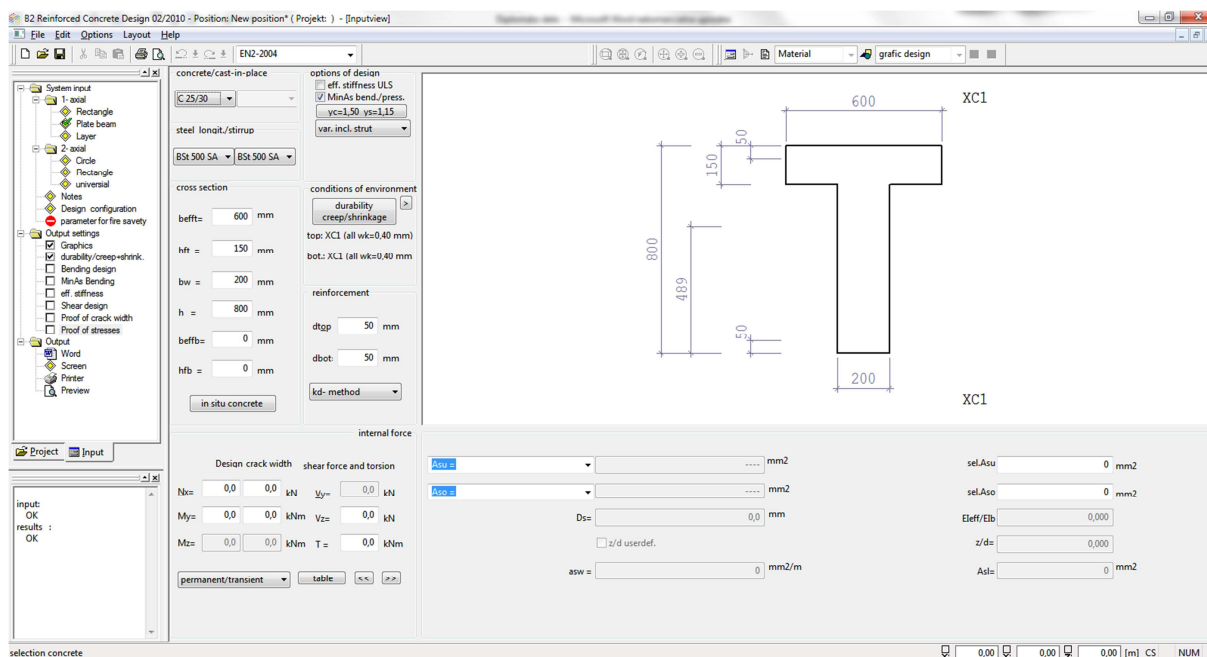 B2 Reinforced Concrete Design 02/2010 - Position: New position* ( Projekt: ) - [Inputview]
File Edit Options Layout Help
EN2-2004
Material
grafic design
System input
1- axial
Rectangle
Plate beam
Layer
2- axial
Circle
Rectangle
universial
Notes
Design configuration
parameter for fire savety
Output settings
Graphics
durability/creep+shrink.
Bending design
MinAs Bending
eff. stiffness
Shear design
Proof of crack width
Proof of stresses
Output
Word
Screen
Printer
Preview
Project Input
input:
OK
results :
OK
concrete/cast-in-place
C 25/30
steel longit./stirrup
BSt 500 SA BSt 500 SA
cross section
befft= 600 mm
hft = 150 mm
bw = 200 mm
h = 800 mm
beffb= 0 mm
hfb = 0 mm
in situ concrete
options of design
eff. stiffness ULS
MinAs bend./press.
yc=1,50 ys=1,15
var. incl. strut
conditions of environment
durability
creep/shrinkage
>
top: XC1 (all wk=0,40 mm)
bot.: XC1 (all wk=0,40 mm
reinforcement
dtop 50 mm
dbot: 50 mm
kd- method
600
XC1
50
150
800
489
50
200
XC1
internal force
Design crack width shear force and torsion
Nx= 0,0 0,0 kN Vy= 0,0 kN
My= 0,0 0,0 kNm Vz= 0,0 kN
Mz= 0,0 0,0 kNm T = 0,0 kNm
permanent/transient table << >>
Asu = ---- mm2 sel.Asu 0 mm2
Aso = ---- mm2 sel.Aso 0 mm2
Ds= 0,0 mm EIeff/EIb 0,000
z/d userdef. z/d= 0,000
asw = 0 mm2/m Asl= 0 mm2
selection concrete
0,00 0,00 0,00 [m] CS NUM